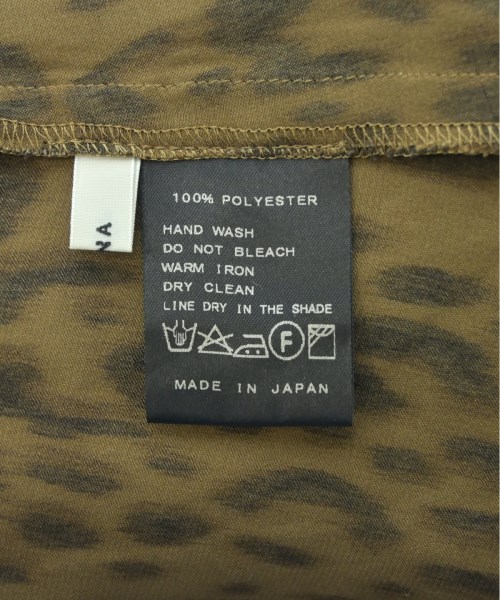 100% POLYESTER
HAND WASH
DO NOT BLEACH
WARM IRON
DRY CLEAN
LINE DRY IN THE SHADE
F
MADE IN JAPAN